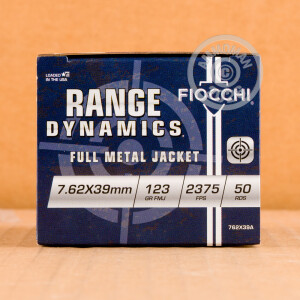 LOADED
IN THE USA
RANGE
DYNAMICS
FIOCCHI
FULL METAL JACKET
7.62X39mm
123
GR FMJ
2375
FPS
50
RDS
762X39A